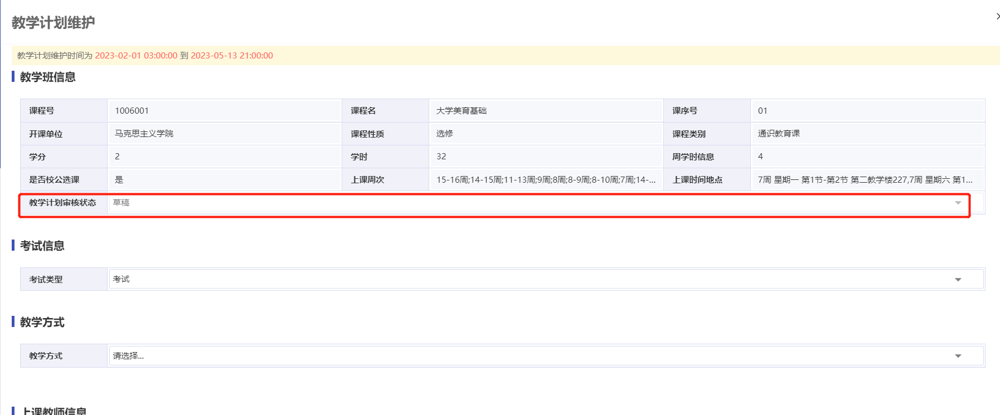 教学计划维护
教学计划维护时间为 2023-02-01 03:00:00 到 2023-05-13 21:00:00
教学班信息
课程号 1006001 课程名 大学美育基础 课序号 01
开课单位 马克思主义学院 课程性质 选修 课程类别 通识教育课
学分 2 学时 32 周学时信息 4
是否校公选课 是 上课周次 15-16周;14-15周;11-13周;9周;8周;8-9周;8-10周;7周;14-... 上课时间地点 7周 星期一 第1节-第2节 第二教学楼227,7周 星期六 第1...
教学计划审核状态 草稿
考试信息
考试类型 考试
教学方式
教学方式 请选择...
上课教师信息